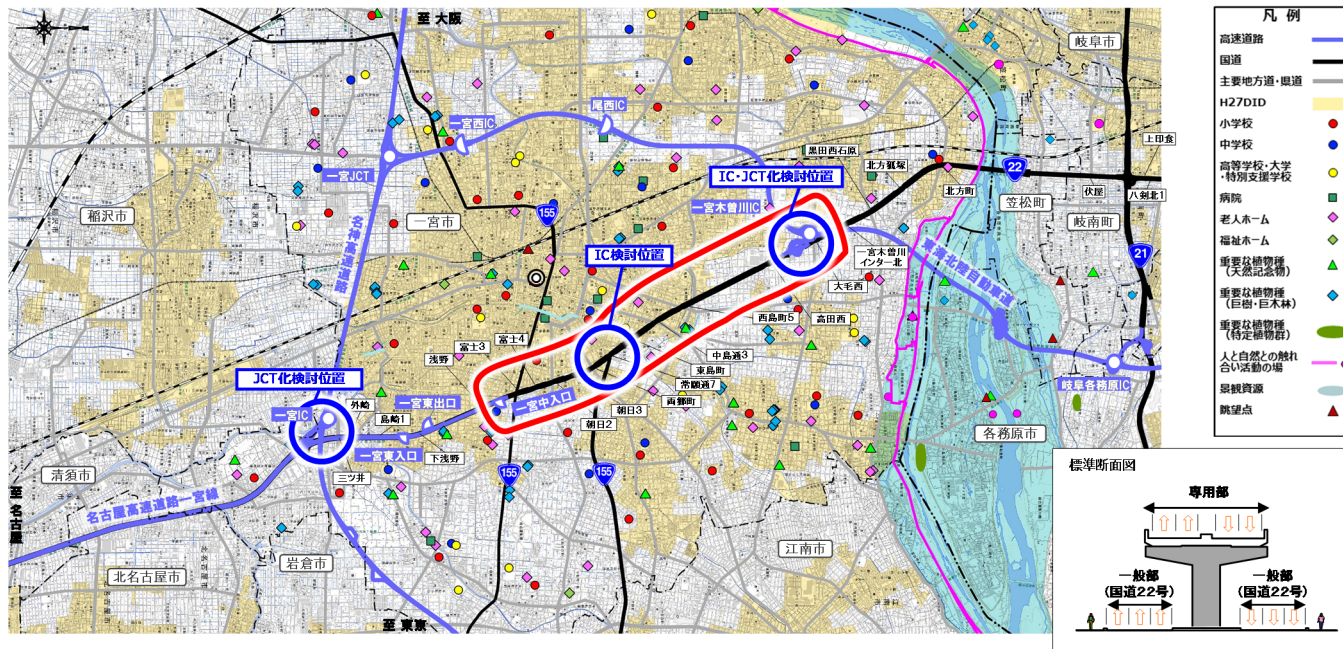 至 大阪
岐阜市
尾西IC
一宮西IC
上印食
黒田西石原
北方狐塚
一宮JCT
IC・JCT化検討位置
22
北方町
伏屋
八剣北1
笠松町
稲沢市
一宮市
155
一宮木曽川IC
岐南町
名神高速道路
IC検討位置
一宮木曽川
インター北
東海北陸自動車道
21
大毛西
西島町5
高田西
富士4
富士3
浅野
中島通3
東島町
常願通7
両郷町
JCT化検討位置
岐阜各務原IC
一宮東出口
一宮中入口
外崎
一宮IC
島崎1
朝日3
朝日2
一宮東入口
下浅野
各務原市
清須市
三ツ井
155
155
至 名古屋
名古屋高速道路一宮線
岩倉市
江南市
北名古屋市
至 東京
凡 例
高速道路
国道
主要地方道・県道
H27DID
小学校
中学校
高等学校・大学
・特別支援学校
病院
老人ホーム
福祉ホーム
重要な植物種
(天然記念物)
重要な植物種
(巨樹・巨木林)
重要な植物種
(特定植物群)
人と自然との触れ
合い活動の場
景観資源
眺望点
標準断面図
専用部
一般部
(国道22号)
一般部
(国道22号)